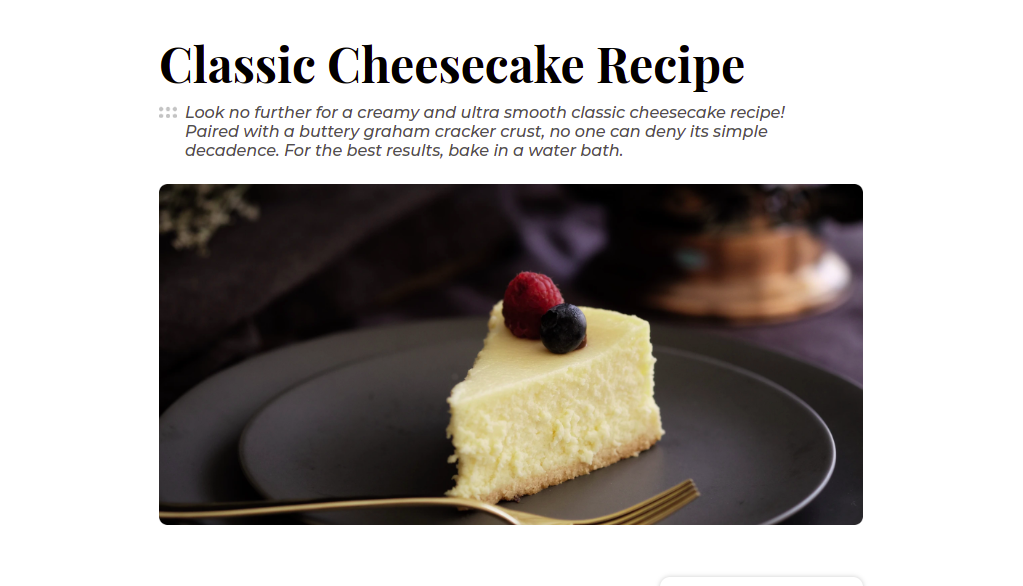 Classic Cheesecake Recipe
Look no further for a creamy and ultra smooth classic cheesecake recipe!
Paired with a buttery graham cracker crust, no one can deny its simple
decadence. For the best results, bake in a water bath.